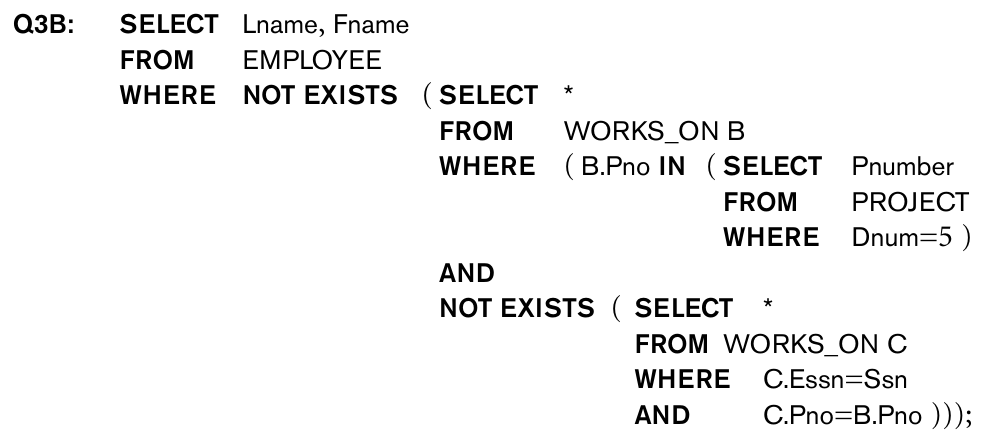 Q3B: SELECT Lname, Fname
FROM EMPLOYEE
WHERE NOT EXISTS ( SELECT *
FROM WORKS_ON B
WHERE ( B.Pno IN ( SELECT Pnumber
FROM PROJECT
WHERE Dnum=5 )
AND
NOT EXISTS ( SELECT *
FROM WORKS_ON C
WHERE C.Essn=Ssn
AND C.Pno=B.Pno )));